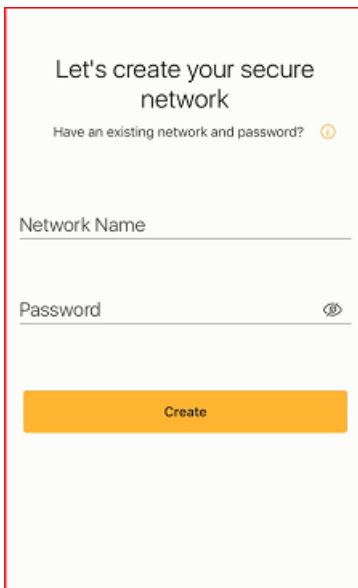 Let's create your secure
network
Have an existing network and password?
Network Name
Password
Create